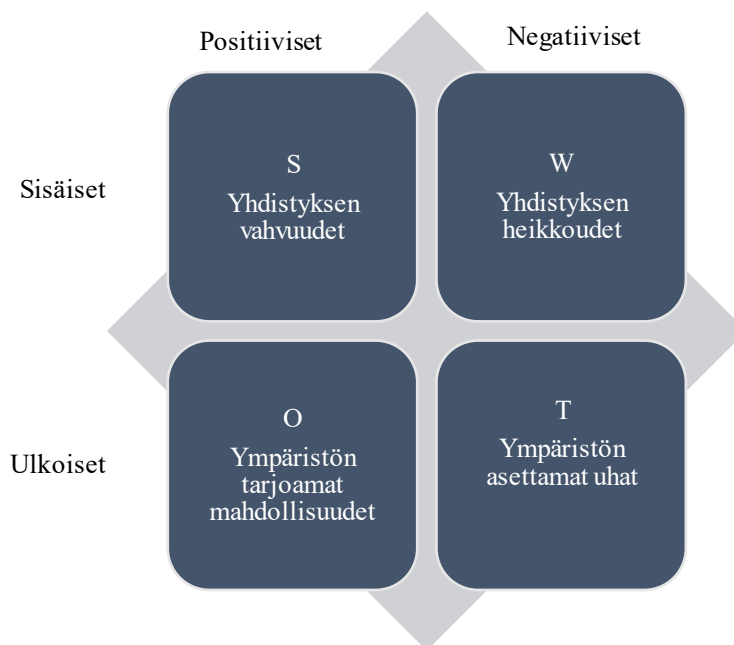 Positiiviset
Negatiiviset
Sisäiset
S
Yhdistyksen
vahvuudet
W
Yhdistyksen
heikkoudet
Ulkoiset
O
Ympäristön
tarjoamat
mahdollisuudet
T
Ympäristön
asettamat uhat